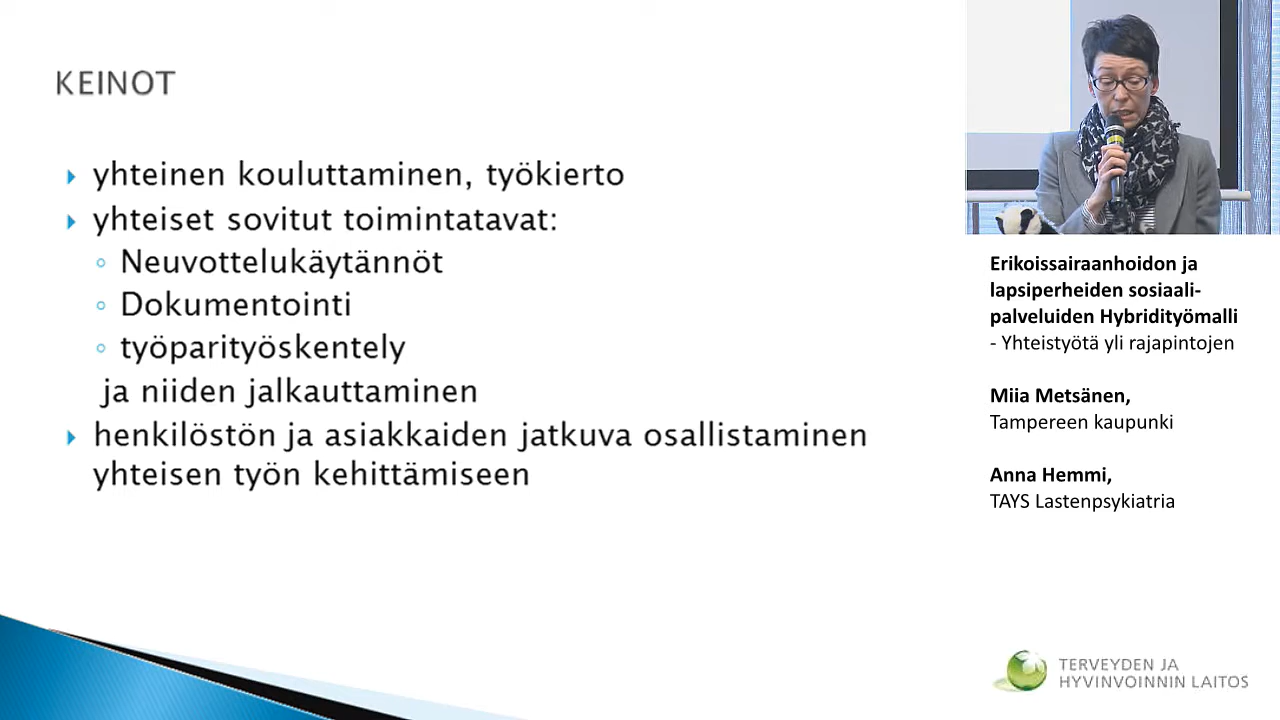 KEINOT
yhteinen kouluttaminen, työkierto
yhteiset sovitut toimintatavat:
Neuvottelukäytännöt
Dokumentointi
työparityöskentely
ja niiden jalkauttaminen
henkilöstön ja asiakkaiden jatkuva osallistaminen
yhteisen työn kehittämiseen
Erikoissairaanhoidon ja
lapsiperheiden sosiaali-
palveluiden Hybridityömalli
- Yhteistyötä yli rajapintojen
Miia Metsänen,
Tampereen kaupunki
Anna Hemmi,
TAYS Lastenpsykiatria
TERVEYDEN JA
HYVINVOINNIN LAITOS